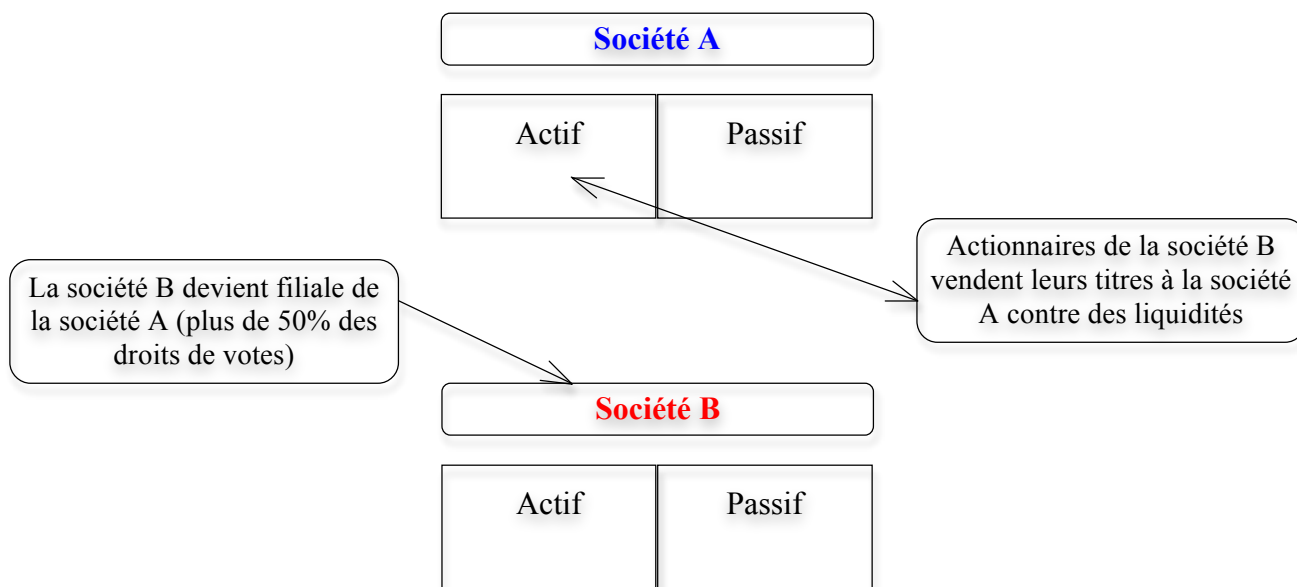 Société A
Actif
Passif
Actionnaires de la société B
vendent leurs titres à la société
A contre des liquidités
La société B devient filiale de
la société A (plus de 50% des
droits de votes)
Société B
Actif
Passif